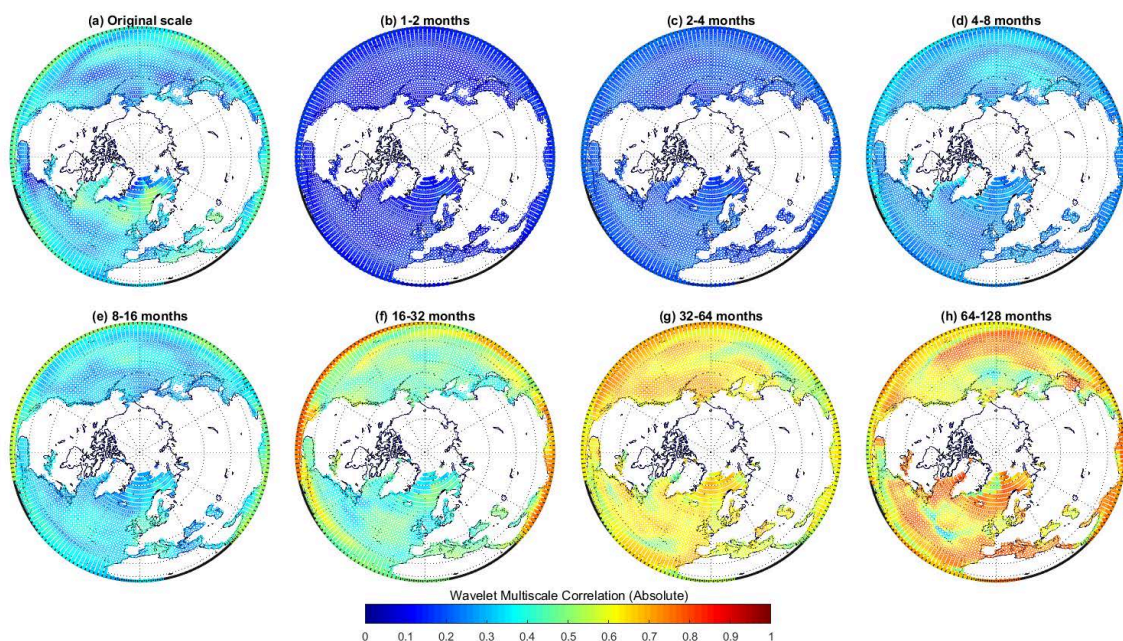 (a) Original scale
(b) 1-2 months
(c) 2-4 months
(d) 4-8 months
(e) 8-16 months
(f) 16-32 months
(g) 32-64 months
(h) 64-128 months
Wavelet Multiscale Correlation (Absolute)
0 0.1 0.2 0.3 0.4 0.5 0.6 0.7 0.8 0.9 1